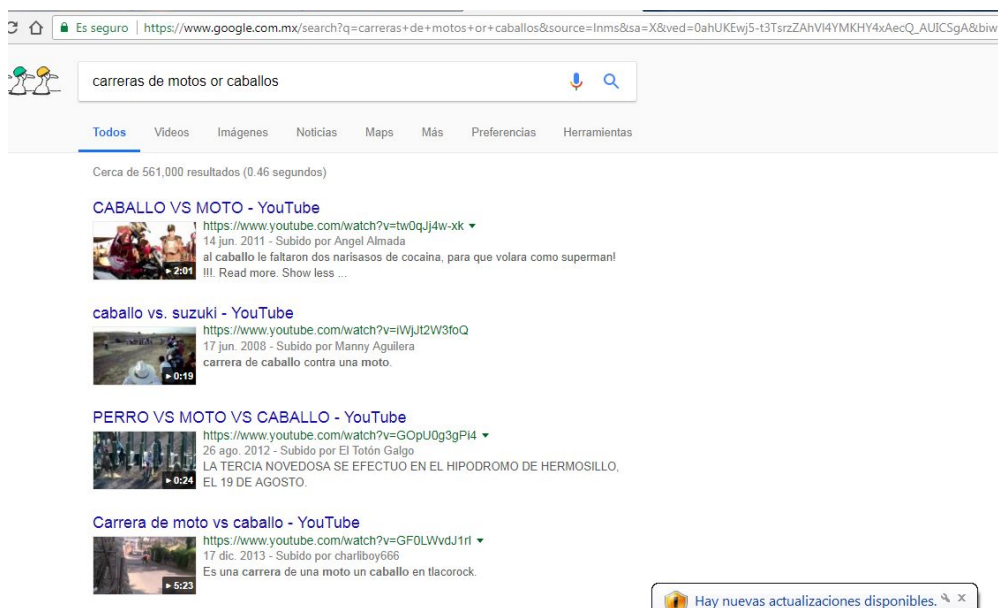 Es seguro | https://www.google.com.mx/search?q=carreras+de+motos+or+caballos&source=lnms&sa=X&ved=0ahUKEwj5-t3TsrzZAhVI4YMKHY4xAecQ_AUICSgA&biw
carreras de motos or caballos
Todos Videos Imágenes Noticias Maps Más Preferencias Herramientas
Cerca de 561,000 resultados (0.46 segundos)
CABALLO VS MOTO - YouTube
https://www.youtube.com/watch?v=tw0qJj4w-xk
14 jun. 2011 - Subido por Angel Almada
al caballo le faltaron dos narisasos de cocaina, para que volara como superman!
2:01 !!!. Read more. Show less ...
caballo vs. suzuki - YouTube
https://www.youtube.com/watch?v=iWjJt2W3foQ
17 jun. 2008 - Subido por Manny Aguilera
carrera de caballo contra una moto.
0:19
PERRO VS MOTO VS CABALLO - YouTube
https://www.youtube.com/watch?v=GOpU0g3gPi4
26 ago. 2012 - Subido por El Totón Galgo
LA TERCIA NOVEDOSA SE EFECTUO EN EL HIPODROMO DE HERMOSILLO,
0:24 EL 19 DE AGOSTO.
Carrera de moto vs caballo - YouTube
https://www.youtube.com/watch?v=GF0LWvdJ1rI
17 dic. 2013 - Subido por charliboy666
Es una carrera de una moto un caballo en tlacorock.
5:23
Hay nuevas actualizaciones disponibles.